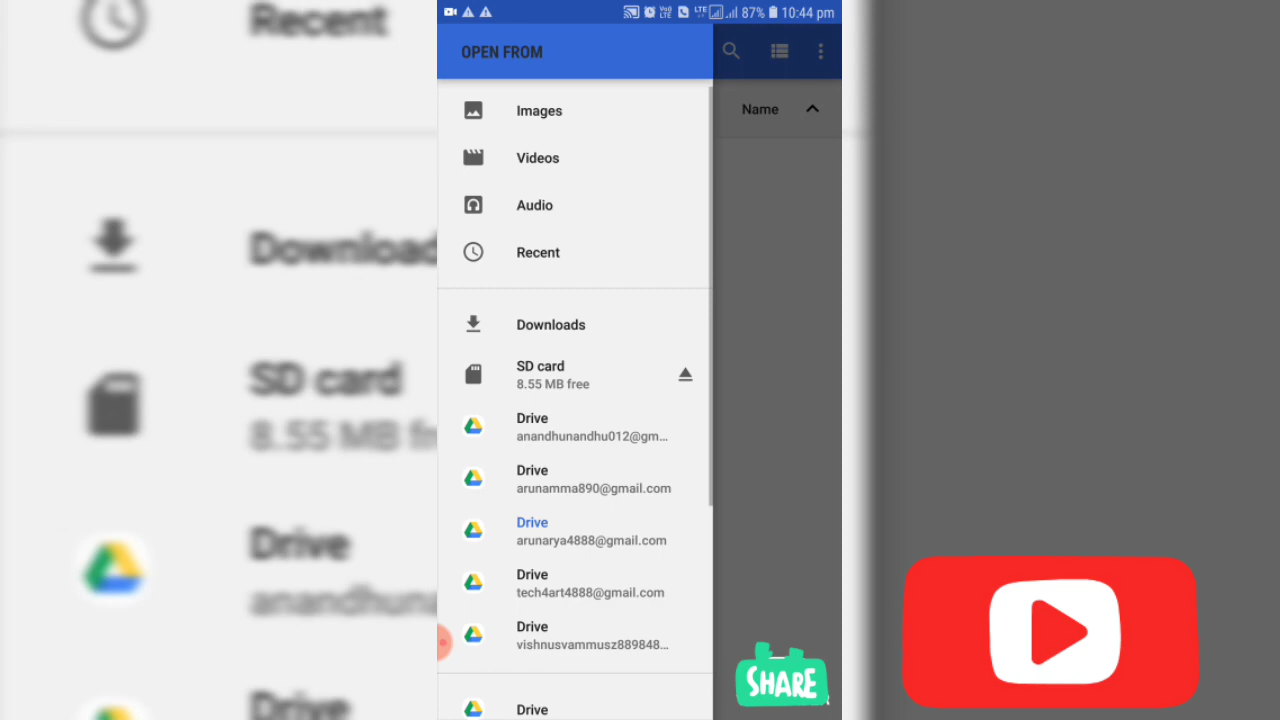 87% 10:44 pm
OPEN FROM
Name
Images
Videos
Audio
Recent
Downloads
SD card
8.55 MB free
Drive
anandhunandhu012@gm...
Drive
arunamma890@gmail.com
Drive
arunarya4888@gmail.com
Drive
tech4art4888@gmail.com
Drive
vishnusvammusz889848...
Drive
SHARE
Recent
Download
SD card
8.55 MB fr
Drive
anandhuna
Drive